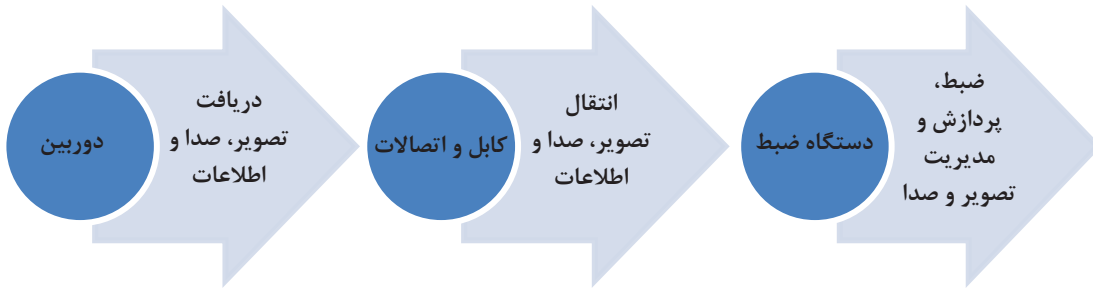 دوربین
دریافت
تصویر، صدا و
اطلاعات
کابل و اتصالات
انتقال
تصویر، صدا و
اطلاعات
دستگاه ضبط
ضبط،
پردازش و
مدیریت
تصویر و صدا